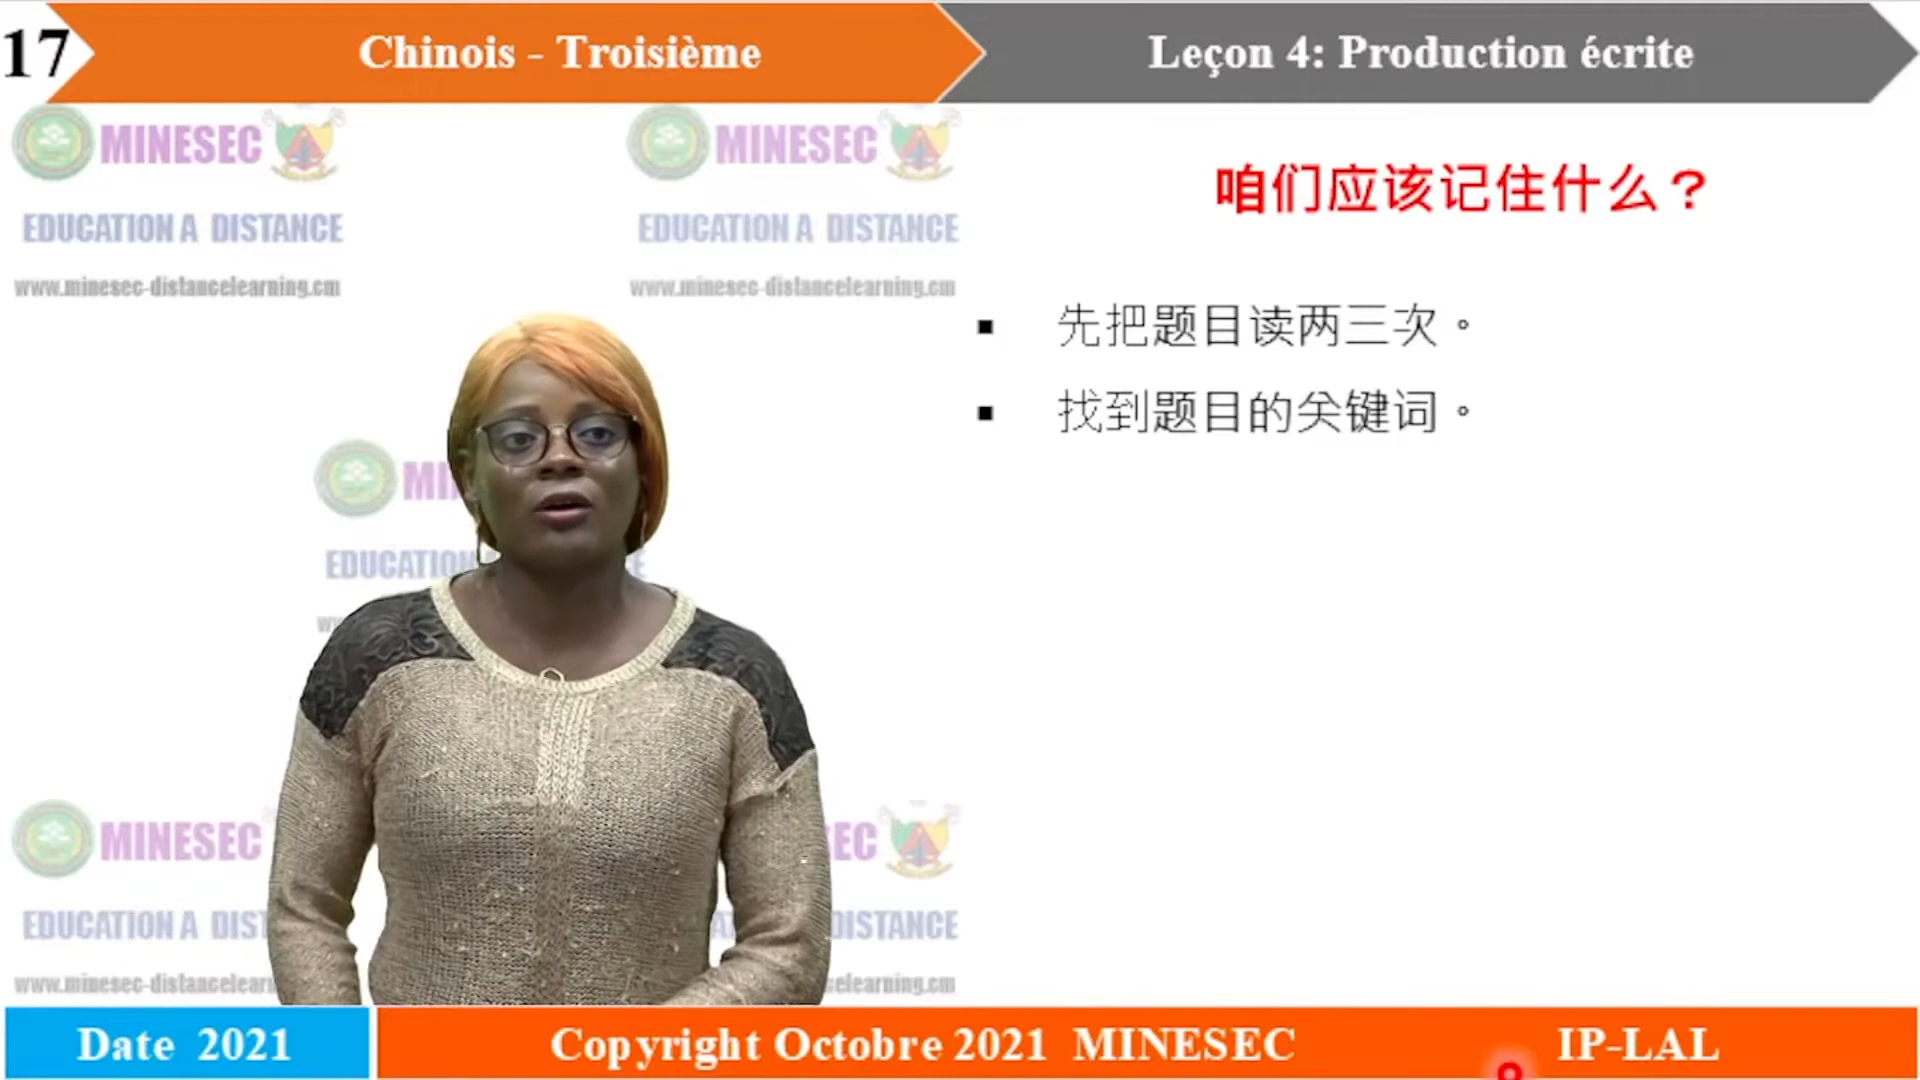 17
Chinois - Troisième
Leçon 4: Production écrite
MINESEC
EDUCATION A DISTANCE
www.minesec-distancelearning.cm
MINESEC
EDUCATION A DISTANCE
www.minesec-distancelearning.cm
咱们应该记住什么？
▪ 先把题目读两三次。
▪ 找到题目的关键词。
MINESEC
EDUCATION A
DISTANCE
Date 2021
Copyright Octobre 2021 MINESEC
IP-LAL